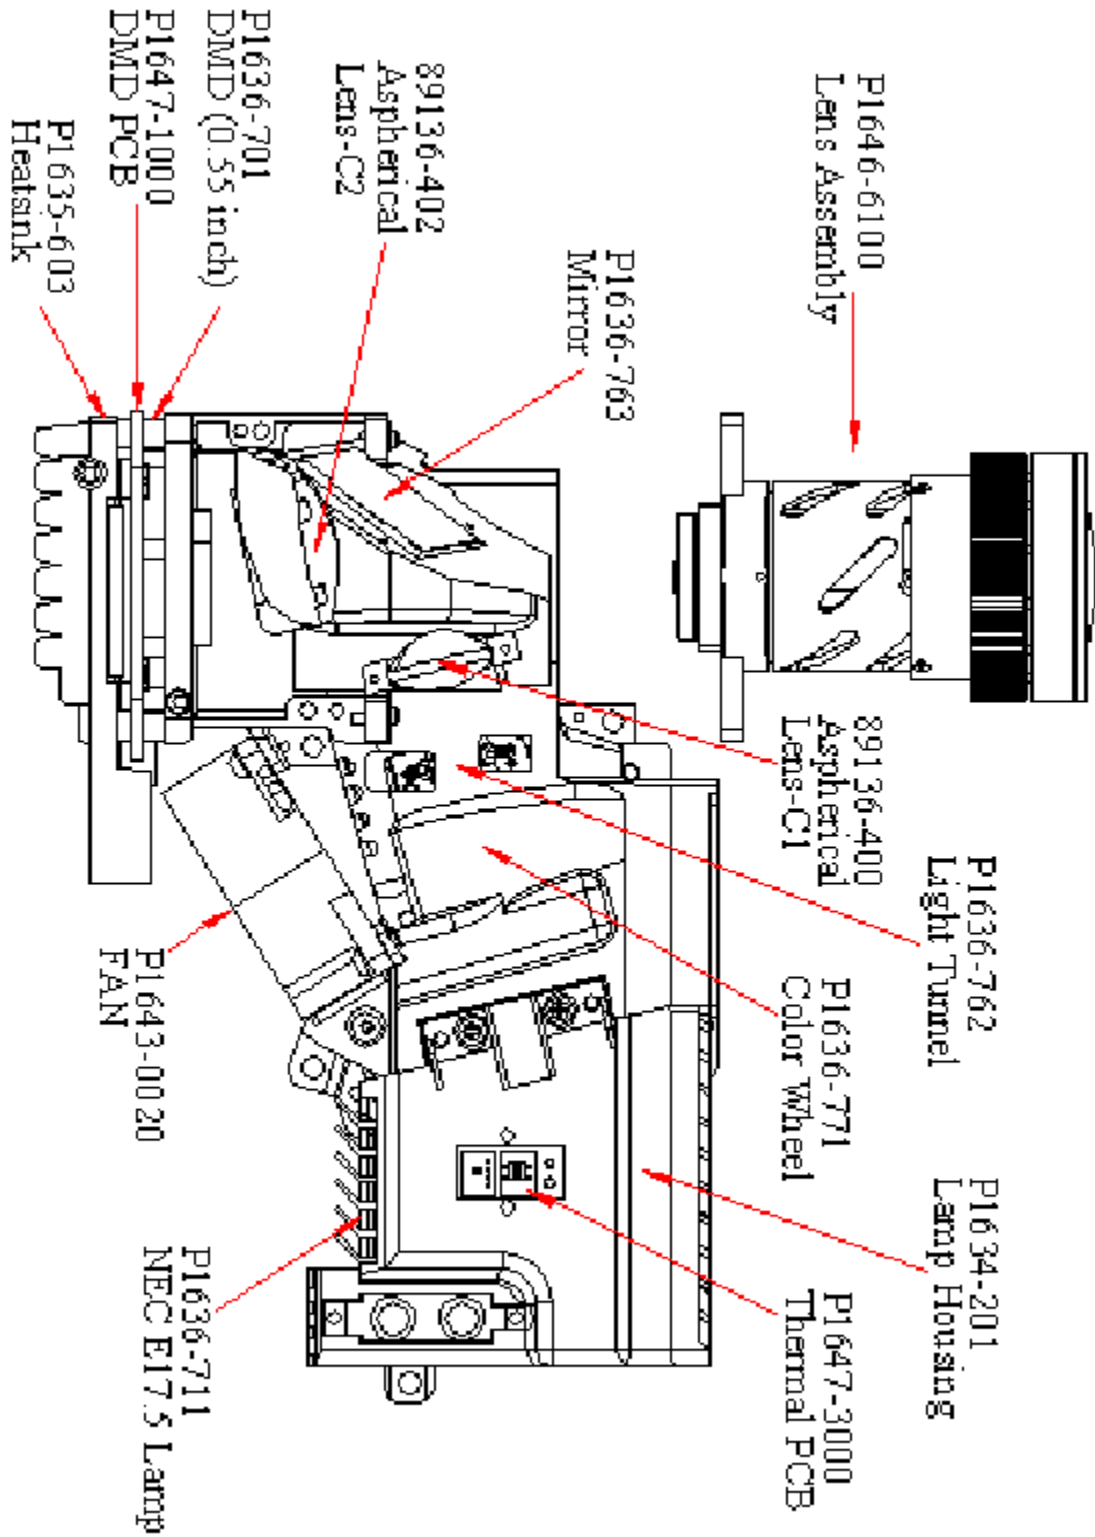 P1646-6100
Lens Assembly
P1636-763
Mirror
89136-402
Aspherical
Lens-C2
P1636-701
DMD (0.55 inch)
P1647-1000
DMD PCB
P1635-603
Heatsink
P1634-201
Lamp Housing
P1636-762
Light Tunnel
89136-400
Aspherical
Lens-C1
P1636-771
Color Wheel
P1647-3000
Thermal PCB
P1643-0020
FAN
P1636-711
NEC E17.5 Lamp